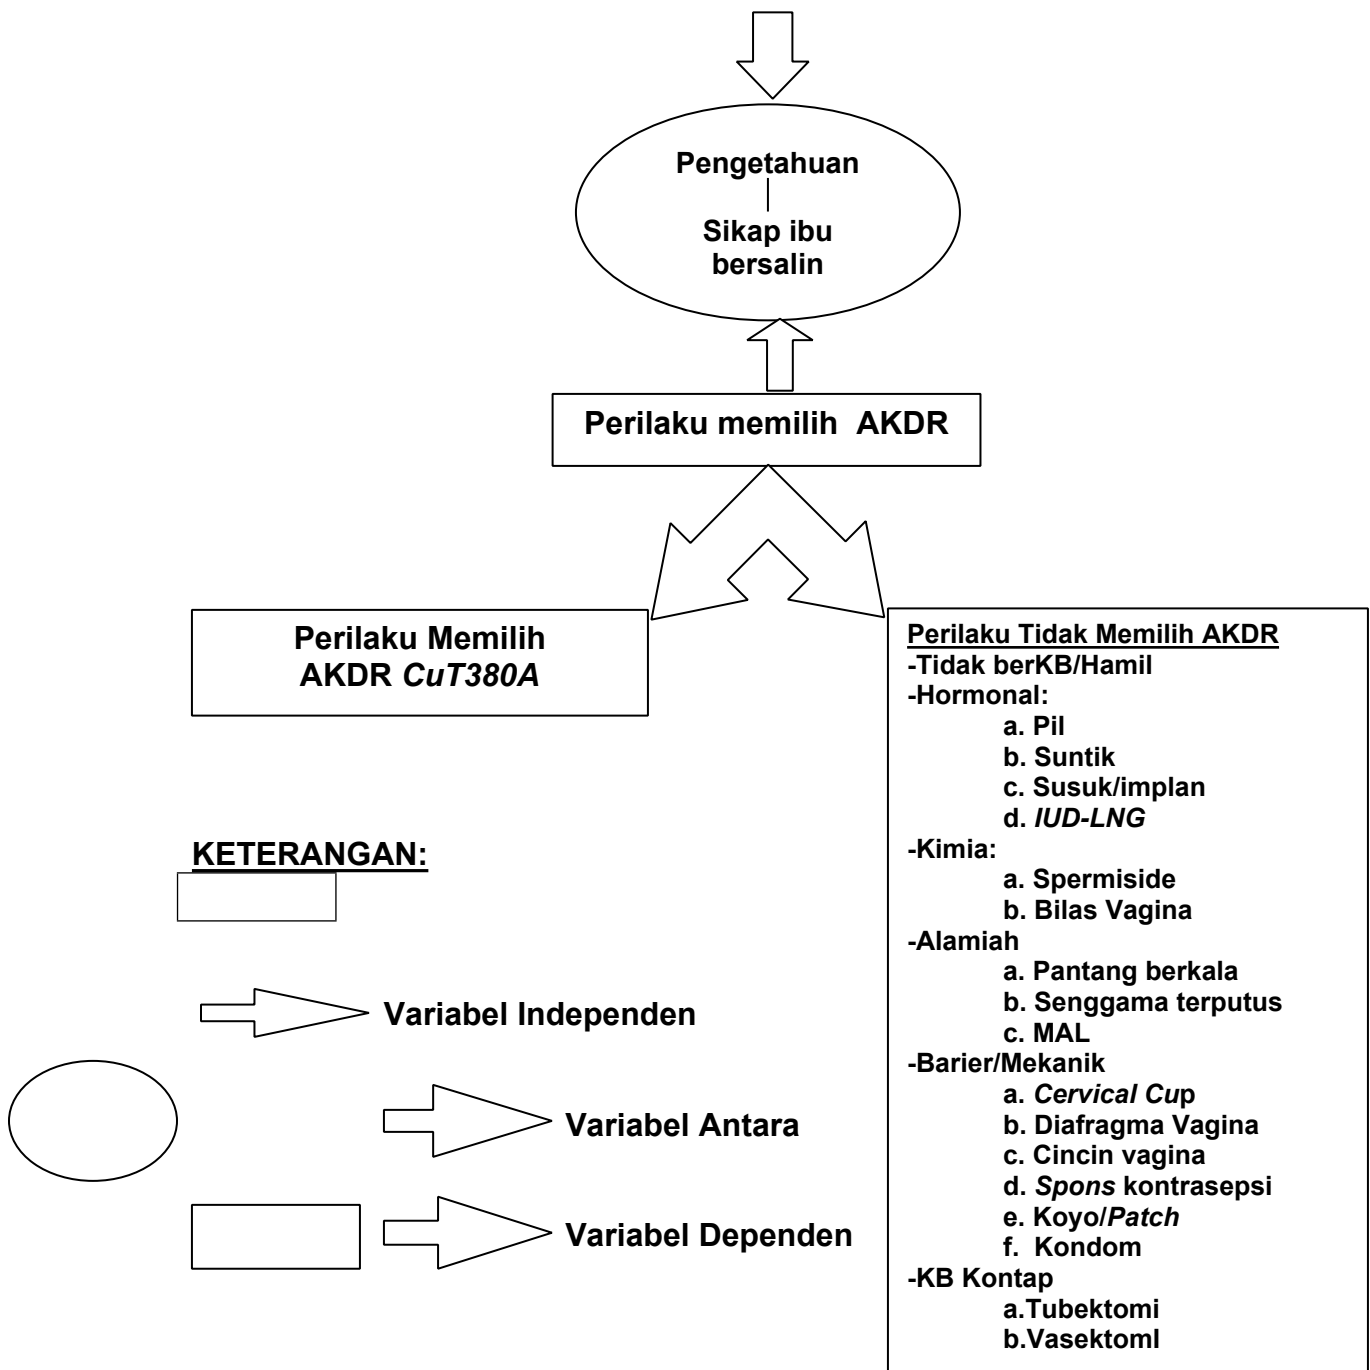 Pengetahuan
Sikap ibu
bersalin
Perilaku memilih AKDR
Perilaku Memilih
AKDR CuT380A
Perilaku Tidak Memilih AKDR
-Tidak berKB/Hamil
-Hormonal:
a. Pil
b. Suntik
c. Susuk/implan
d. IUD-LNG
-Kimia:
a. Spermiside
b. Bilas Vagina
-Alamiah
a. Pantang berkala
b. Senggama terputus
c. MAL
-Barier/Mekanik
a. Cervical Cup
b. Diafragma Vagina
c. Cincin vagina
d. Spons kontrasepsi
e. Koyo/Patch
f. Kondom
-KB Kontap
a.Tubektomi
b.VasektomI
KETERANGAN:
Variabel Independen
Variabel Antara
Variabel Dependen